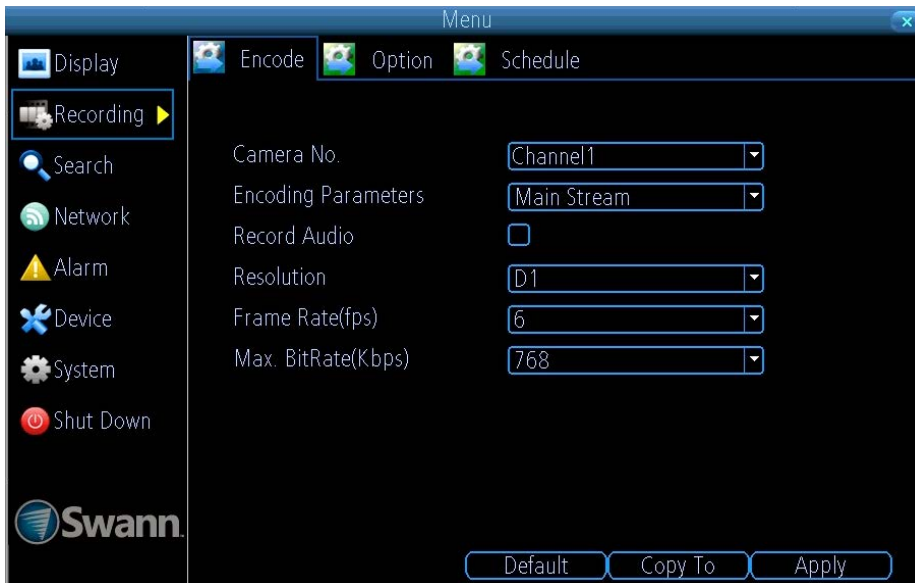 Menu
Display
Recording
Search
Network
Alarm
Device
System
Shut Down
Swann
Encode Option Schedule
Camera No. Channel1
Encoding Parameters Main Stream
Record Audio
Resolution D1
Frame Rate(fps) 6
Max. BitRate(Kbps) 768
Default Copy To Apply